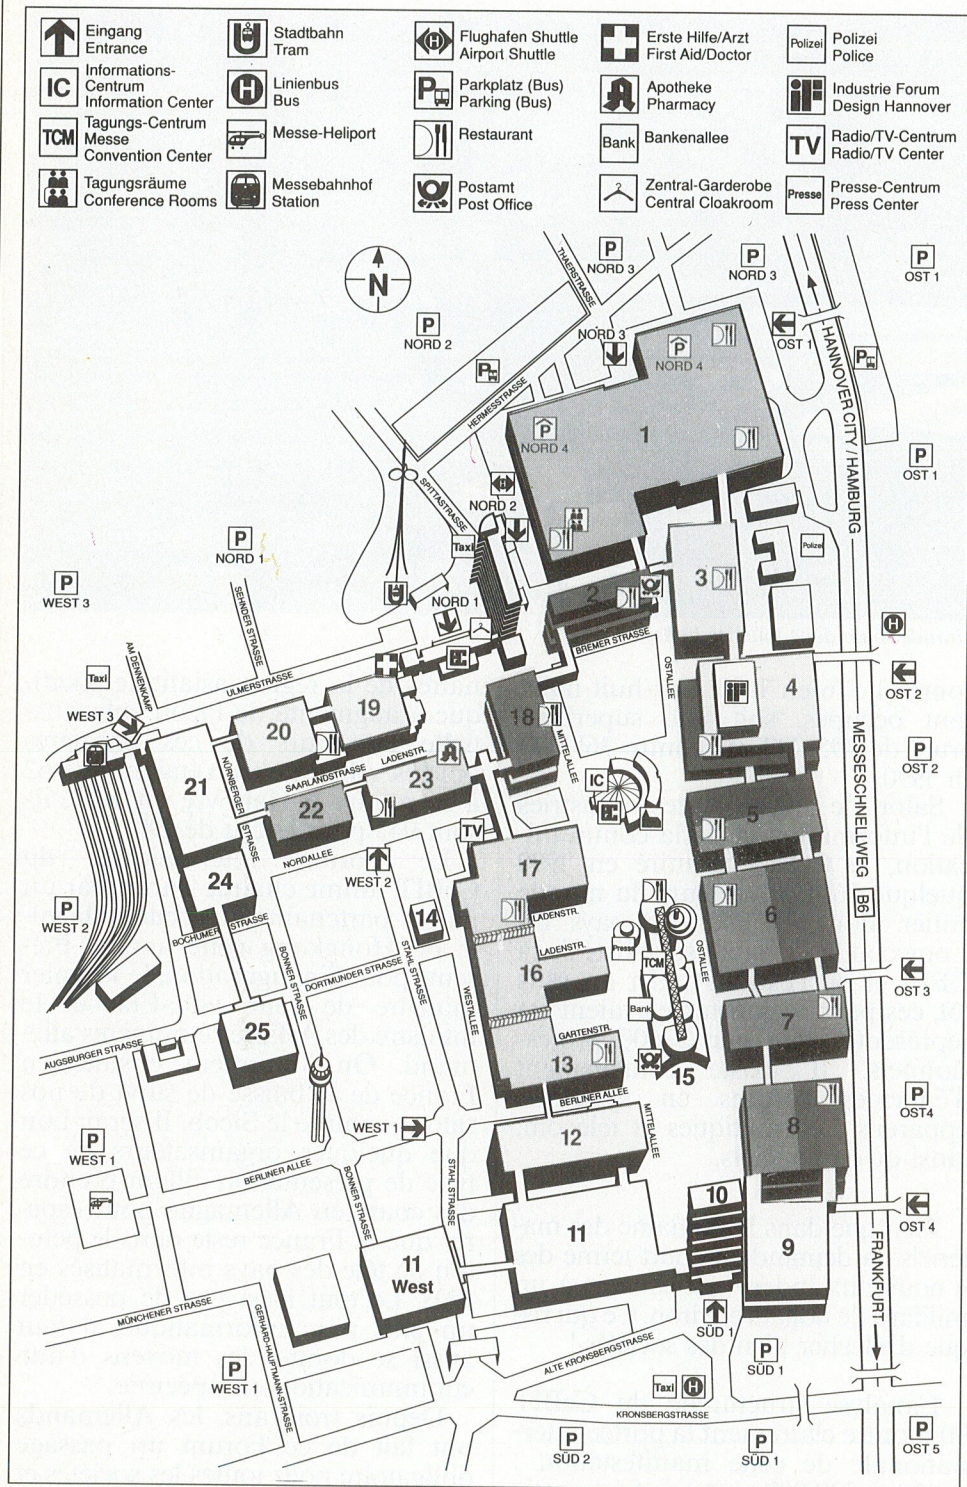 Eingang
Entrance
IC
Informations-
Centrum
Information Center
TCM
Tagungs-Centrum
Messe
Convention Center
Tagungsräume
Conference Rooms
Stadtbahn
Tram
H
Linienbus
Bus
Messe-Heliport
Messebahnhof
Station
H
Flughafen Shuttle
Airport Shuttle
P
Parkplatz (Bus)
Parking (Bus)
Restaurant
Postamt
Post Office
Erste Hilfe/Arzt
First Aid/Doctor
Apotheke
Pharmacy
Bank
Bankenallee
Zentral-Garderobe
Central Cloakroom
Polizei
Polizei
Police
iF
Industrie Forum
Design Hannover
TV
Radio/TV-Centrum
Radio/TV Center
Presse
Presse-Centrum
Press Center
N
THAERSTRASSE
P
NORD 3
P
NORD 3
P
OST 1
P
NORD 2
NORD 3
P
NORD 4
OST 1
P
HANNOVER CITY/HAMBURG
P
HERMESSTRASSE
P
NORD 4
1
P
OST 1
SPITTASTRASSE
H
NORD 2
Taxi
P
NORD 1
Polizei
3
P
WEST 3
SEHNDER STRASSE
NORD 1
2
BREMER STRASSE
H
OST 2
Taxi
AM DENNENKAMP
ULMERSTRASSE
EC
OSTALLEE
4
iF
WEST 3
19
20
18
MITTELALLEE
LADENSTR.
SAARLANDSTRASSE
21
NÜRNBERGER STRASSE
23
22
IC
EC
P
OST 2
MESSESCHNELLWEG
5
NORDALLEE
WEST 2
TV
17
24
BOCHUMER STRASSE
14
P
WEST 2
B6
6
LADENSTR.
LADENSTR.
Presse
TCM
OSTALLEE
BONNER STRASSE
DORTMUNDER STRASSE
STAHL STRASSE
WESTALLEE
16
OST 3
Bank
7
25
AUGSBURGER STRASSE
GARTENSTR.
13
15
BERLINER ALLEE
P
OST4
WEST 1
12
MITTELALLEE
8
P
WEST 1
BERLINER ALLEE
BONNER STRASSE
STAHL STRASSE
10
OST 4
11
9
11
West
FRANKFURT
MÜNCHENER STRASSE
GERHARD-HAUPTMANN-STRASSE
SÜD 1
P
WEST 1
ALTE KRONSBERGSTRASSE
P
SÜD 1
Taxi
H
KRONSBERGSTRASSE
P
SÜD 2
P
SÜD 1
P
OST 5